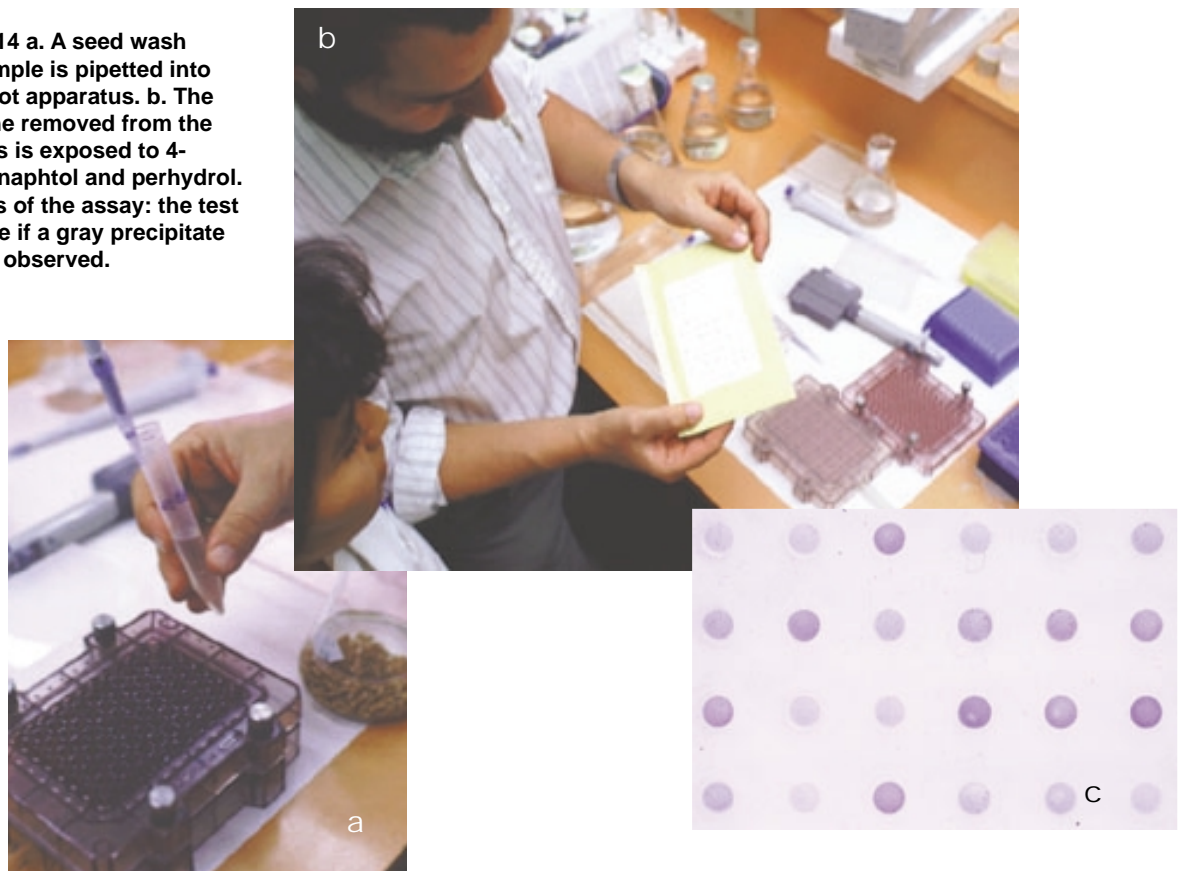 14 a. A seed wash
mple is pipetted into
ot apparatus. b. The
ne removed from the
s is exposed to 4-
naphtol and perhydrol.
s of the assay: the test
e if a gray precipitate
observed.
b
a
C